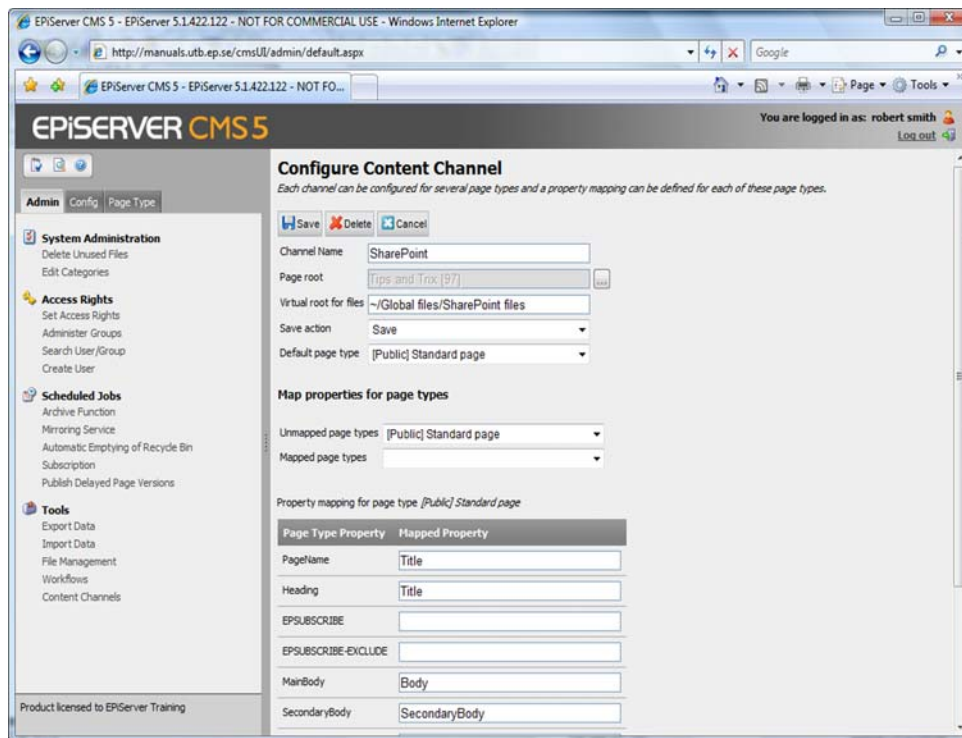 EPiServer CMS 5 - EPiServer 5.1.422.122 - NOT FOR COMMERCIAL USE - Windows Internet Explorer
http://manuals.utb.ep.se/cmsUI/admin/default.aspx
Google
EPiServer CMS 5 - EPiServer 5.1.422.122 - NOT FO...
Page
Tools
EPiSERVER CMS 5
You are logged in as: robert smith
Log out
Admin Config Page Type
System Administration
Delete Unused Files
Edit Categories
Access Rights
Set Access Rights
Administer Groups
Search User/Group
Create User
Scheduled Jobs
Archive Function
Mirroring Service
Automatic Emptying of Recycle Bin
Subscription
Publish Delayed Page Versions
Tools
Export Data
Import Data
File Management
Workflows
Content Channels
Product licensed to EPiServer Training
Configure Content Channel
Each channel can be configured for several page types and a property mapping can be defined for each of these page types.
Save Delete Cancel
Channel Name SharePoint
Page root Tips and Trix [97] ...
Virtual root for files ~/Global files/SharePoint files
Save action Save
Default page type [Public] Standard page
Map properties for page types
Unmapped page types [Public] Standard page
Mapped page types
Property mapping for page type [Public] Standard page
Page Type Property Mapped Property
PageName Title
Heading Title
EPSUBSCRIBE
EPSUBSCRIBE-EXCLUDE
MainBody Body
SecondaryBody SecondaryBody